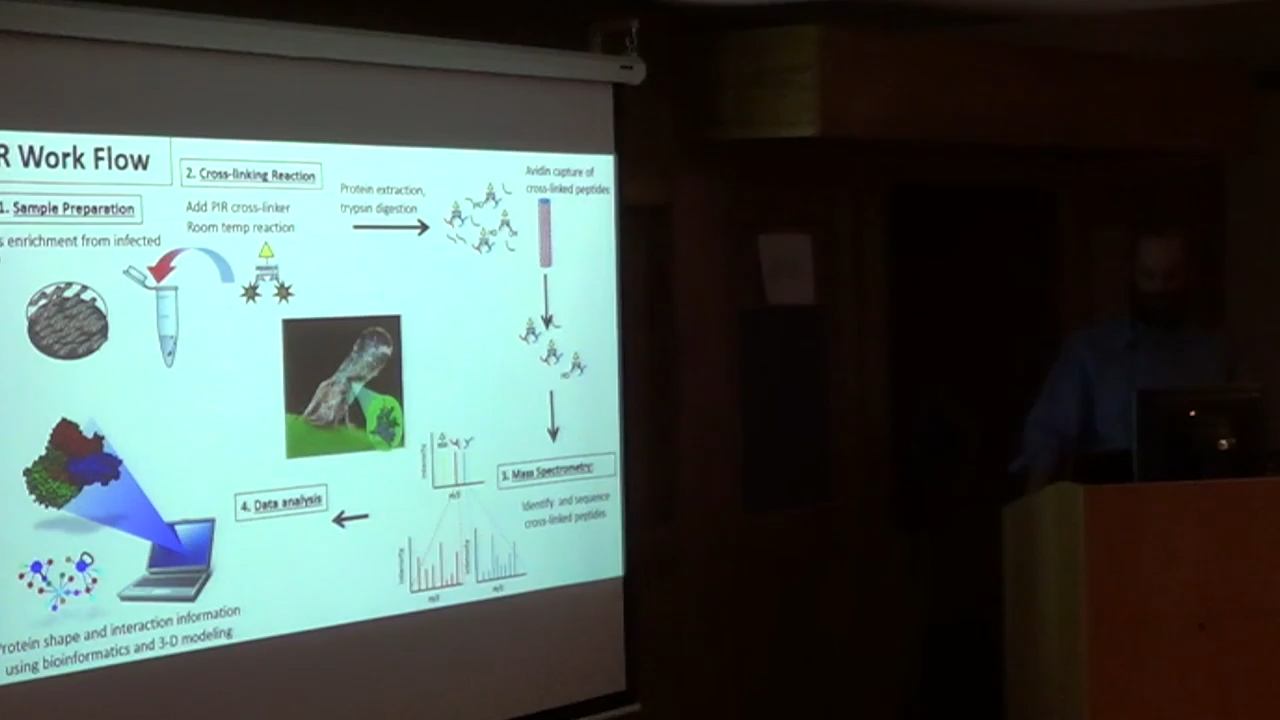 R Work Flow
1. Sample Preparation
s enrichment from infected
2. Cross-linking Reaction
Add PIR cross-linker
Room temp reaction
Protein extraction,
trypsin digestion
Avidin capture of
cross-linked peptides
3. Mass Spectrometry:
Identify and sequence
cross-linked peptides
Intensity
m/z
Intensity
m/z
m/z
4. Data analysis
Protein shape and interaction information
using bioinformatics and 3-D modeling